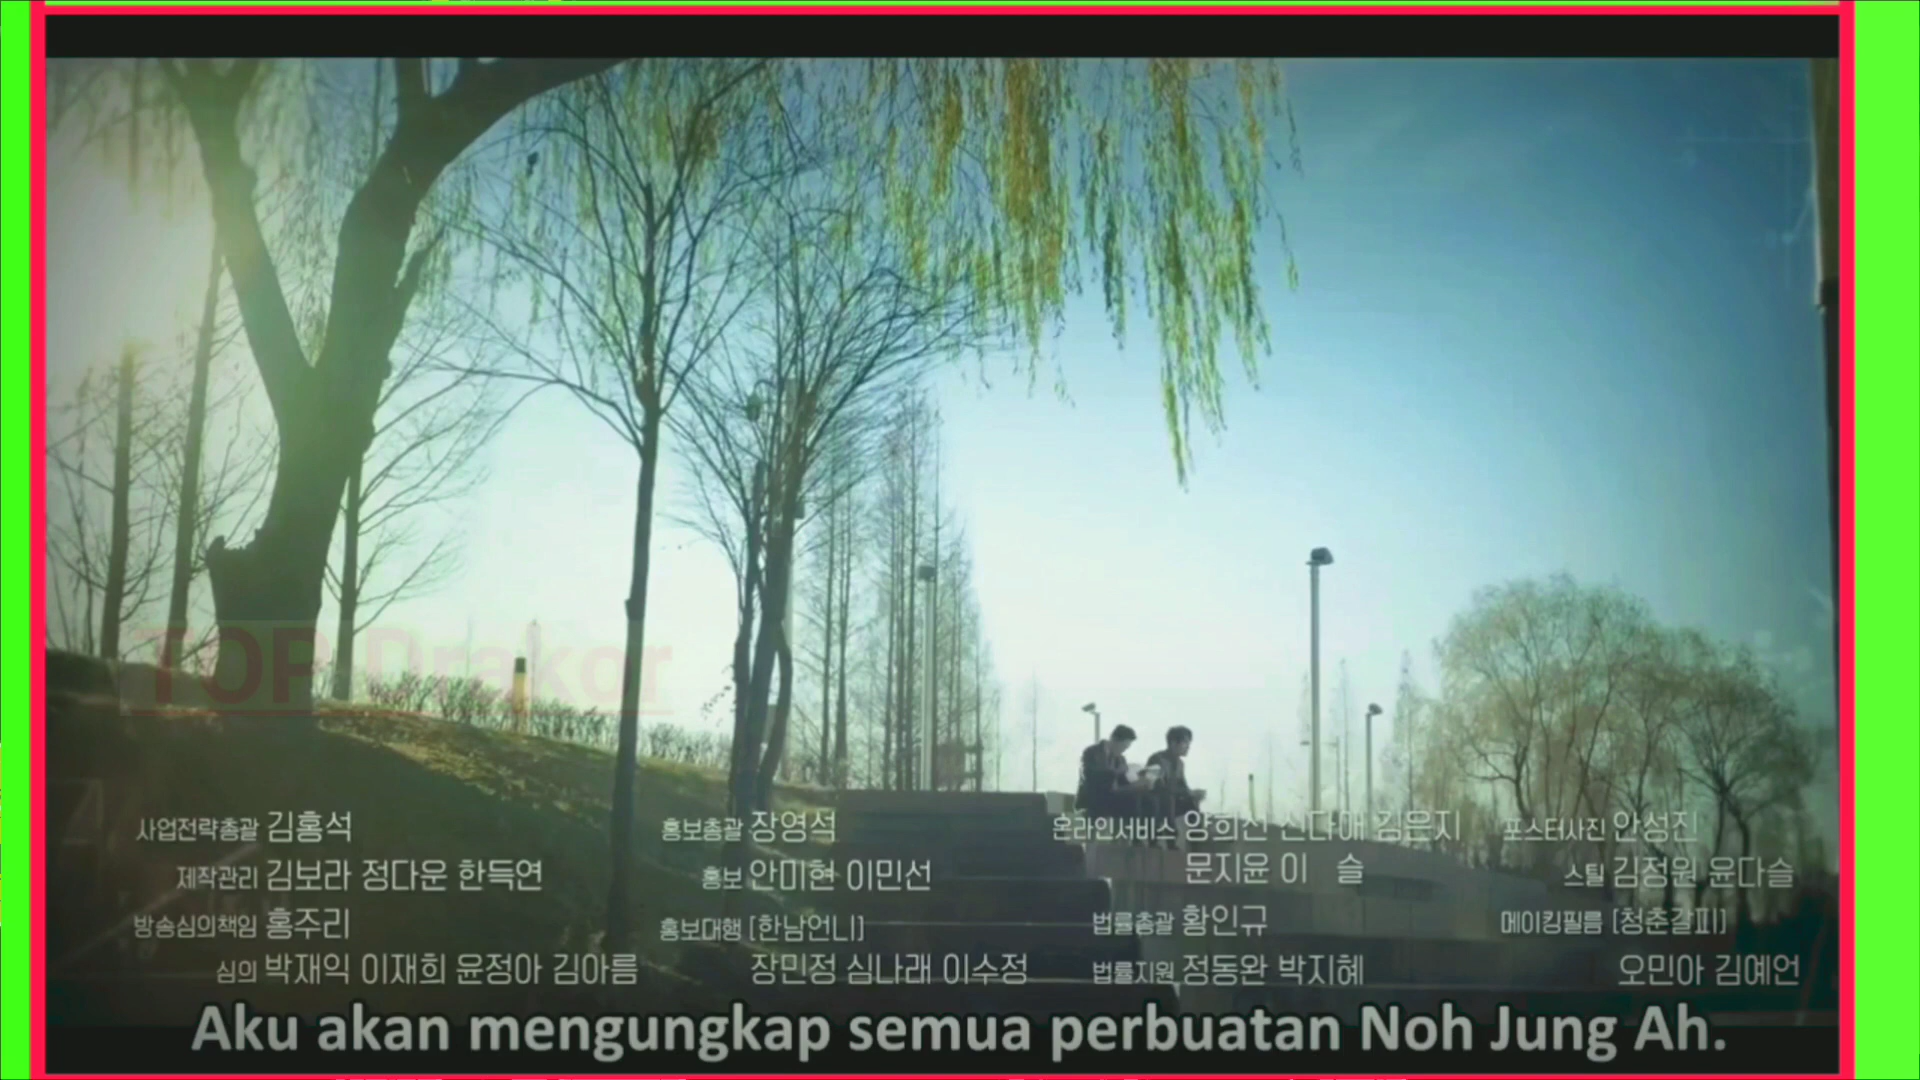 TOP Drakor
사업전략총괄 김홍석
제작관리 김보라 정다운 한득연
방송심의책임 홍주리
심의 박재익 이재희 윤정아 김아름
홍보총괄 장영석
홍보 안미현 이민선
홍보대행 [한남언니]
장민정 심나래 이수정
온라인서비스 양희진 신다애 김은지
문지윤 이 슬
법률총괄 황인규
법률지원 정동완 박지혜
포스터사진 안성진
스틸 김정원 윤다슬
메이킹필름 [청춘갈피]
오민아 김예언
Aku akan mengungkap semua perbuatan Noh Jung Ah.